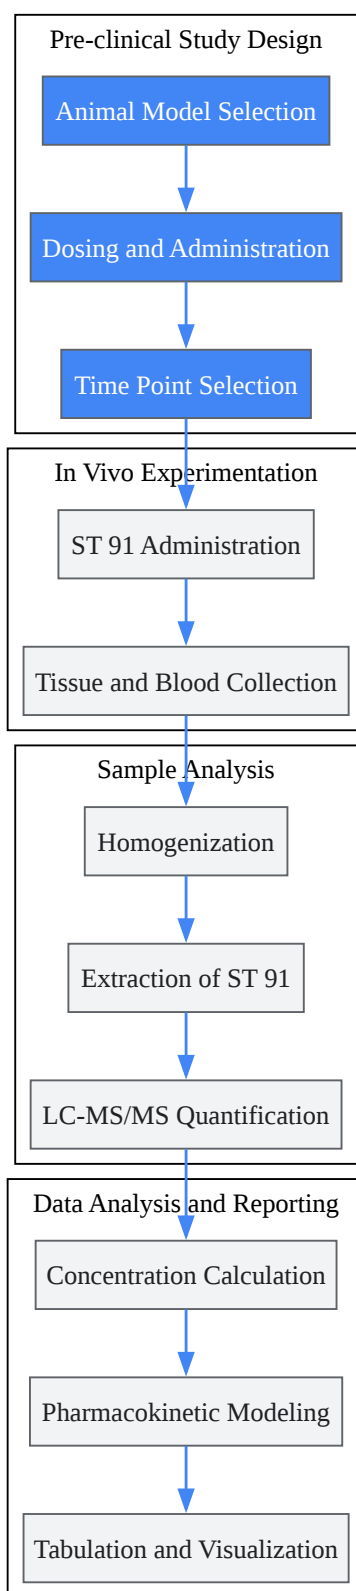 Pre-clinical Study Design
Animal Model Selection
Dosing and Administration
Time Point Selection
In Vivo Experimentation
ST 91 Administration
Tissue and Blood Collection
Sample Analysis
Homogenization
Extraction of ST 91
LC-MS/MS Quantification
Data Analysis and Reporting
Concentration Calculation
Pharmacokinetic Modeling
Tabulation and Visualization